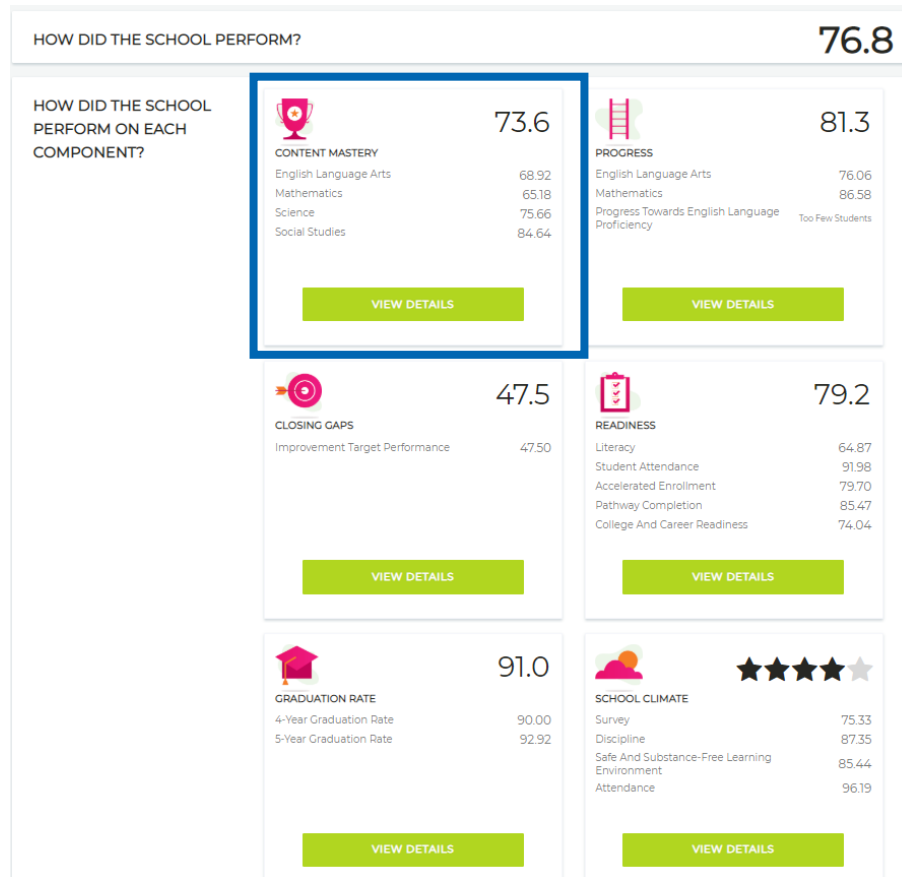 HOW DID THE SCHOOL PERFORM?
76.8
HOW DID THE SCHOOL
PERFORM ON EACH
COMPONENT?
73.6
CONTENT MASTERY
English Language Arts 68.92
Mathematics 65.18
Science 75.66
Social Studies 84.64
VIEW DETAILS
81.3
PROGRESS
English Language Arts 76.06
Mathematics 86.58
Progress Towards English Language
Proficiency
Too Few Students
VIEW DETAILS
47.5
CLOSING GAPS
Improvement Target Performance 47.50
VIEW DETAILS
79.2
READINESS
Literacy 64.87
Student Attendance 91.98
Accelerated Enrollment 79.70
Pathway Completion 85.47
College And Career Readiness 74.04
VIEW DETAILS
91.0
GRADUATION RATE
4-Year Graduation Rate 90.00
5-Year Graduation Rate 92.92
VIEW DETAILS
SCHOOL CLIMATE
Survey 75.33
Discipline 87.35
Safe And Substance-Free Learning
Environment
85.44
Attendance 96.19
VIEW DETAILS